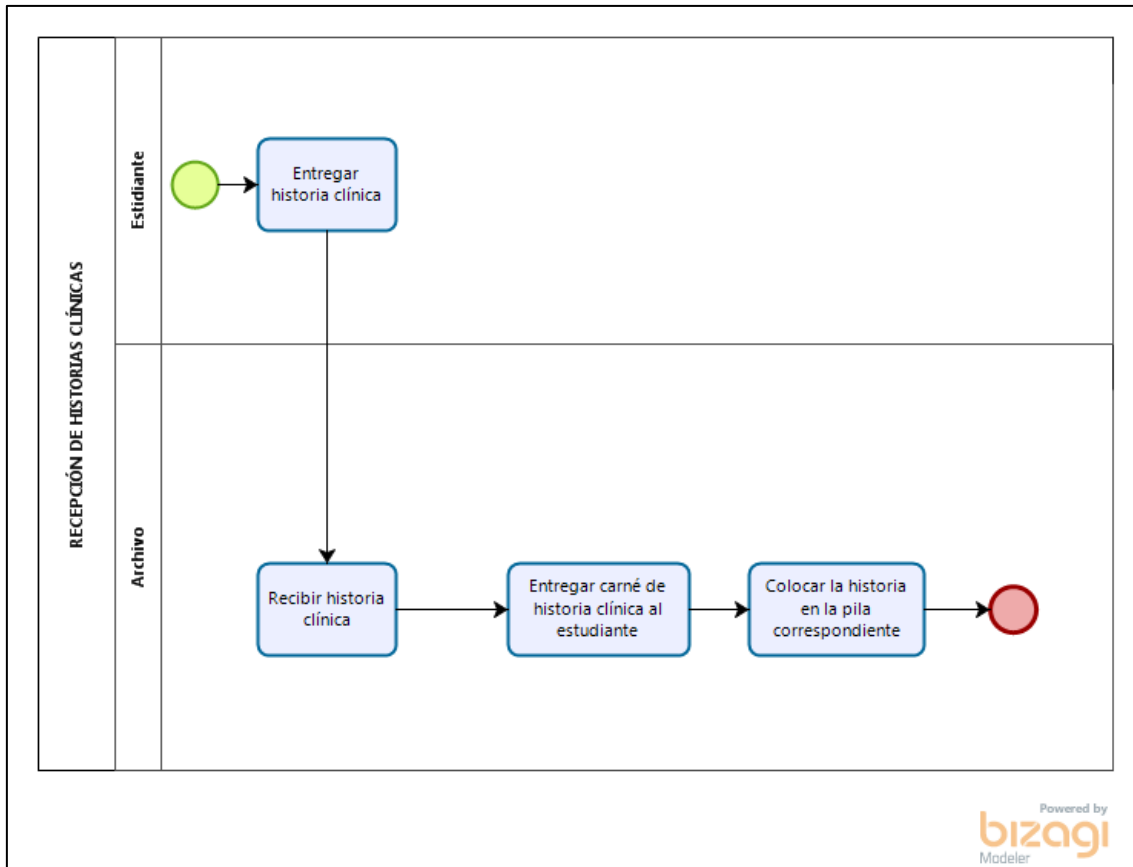 RECEPCIÓN DE HISTORIAS CLÍNICAS
Estidiante
Entregar
historia clínica
Archivo
Recibir historia
clínica
Entregar carné de
historia clínica al
estudiante
Colocar la historia
en la pila
correspondiente
Powered by
bizagi
Modeler